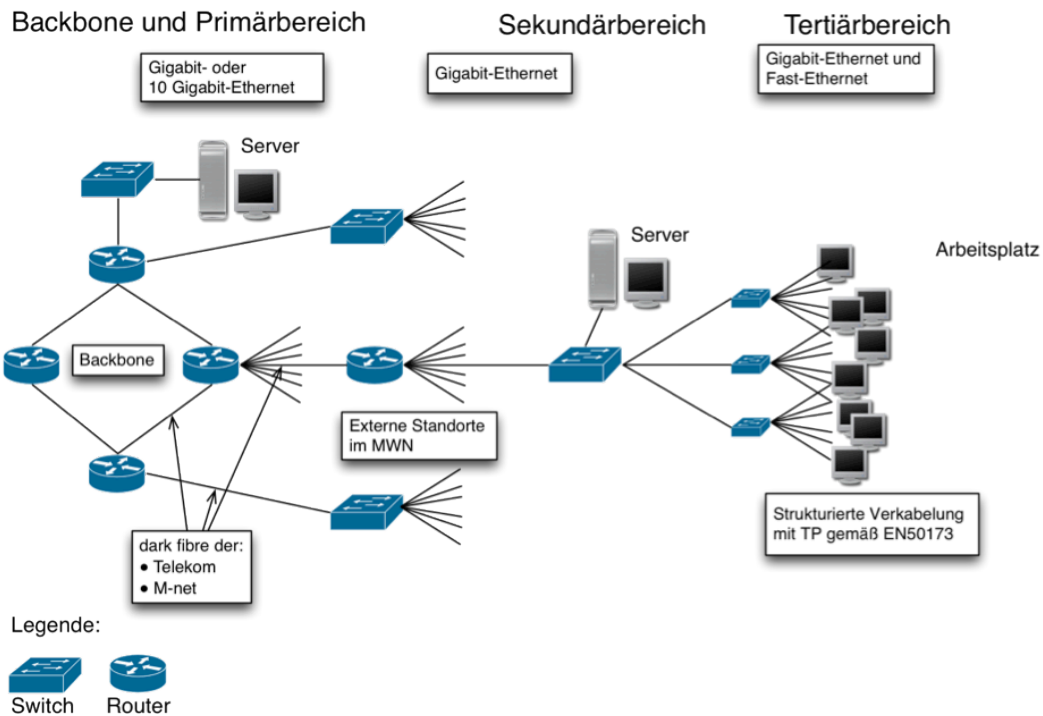 Backbone und Primärbereich
Sekundärbereich
Tertiärbereich
Gigabit- oder
10 Gigabit-Ethernet
Gigabit-Ethernet
Gigabit-Ethernet und
Fast-Ethernet
Server
Server
Arbeitsplatz
Backbone
Externe Standorte
im MWN
dark fibre der:
● Telekom
● M-net
Strukturierte Verkabelung
mit TP gemäß EN50173
Legende:
Switch
Router